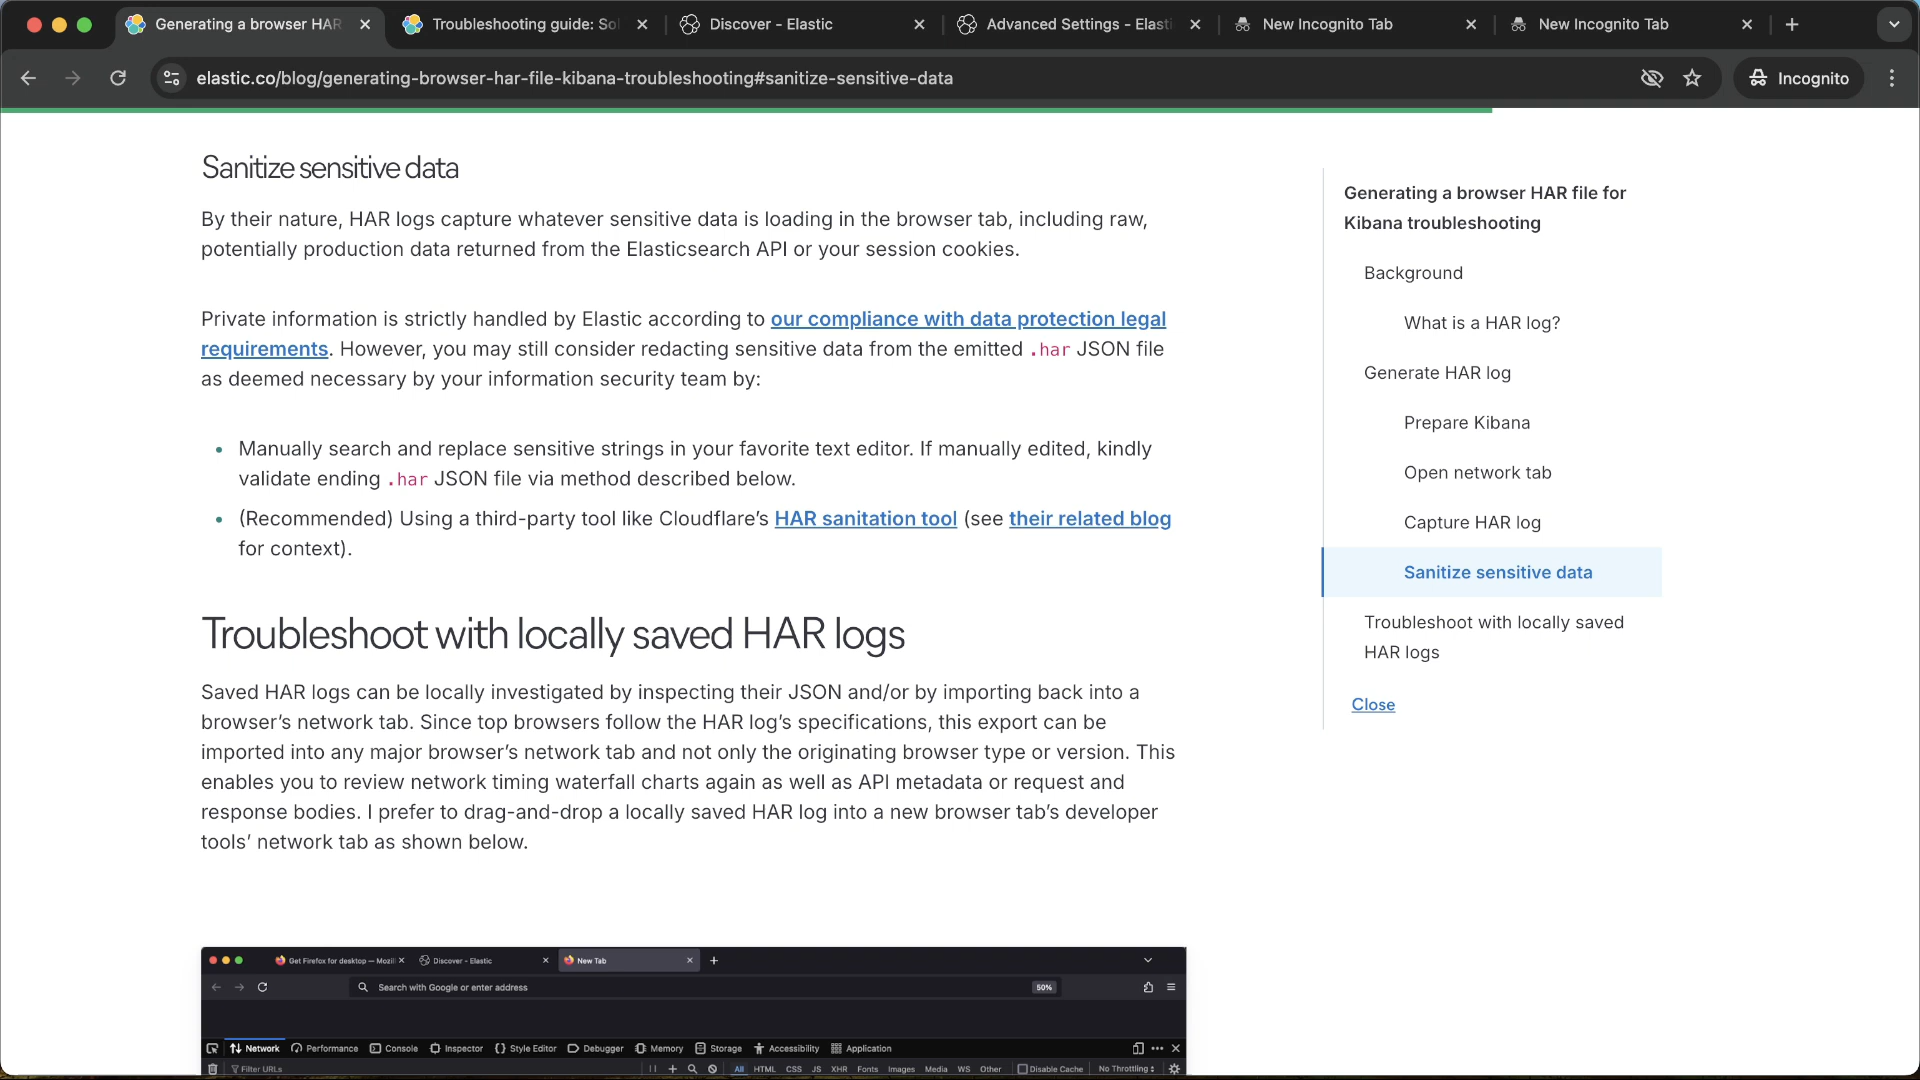 Generating a browser HAR
Troubleshooting guide: Sol
Discover - Elastic
Advanced Settings - Elasti
New Incognito Tab
New Incognito Tab
elastic.co/blog/generating-browser-har-file-kibana-troubleshooting#sanitize-sensitive-data
Incognito
Sanitize sensitive data
By their nature, HAR logs capture whatever sensitive data is loading in the browser tab, including raw,
potentially production data returned from the Elasticsearch API or your session cookies.
Private information is strictly handled by Elastic according to our compliance with data protection legal
requirements. However, you may still consider redacting sensitive data from the emitted .har JSON file
as deemed necessary by your information security team by:
• Manually search and replace sensitive strings in your favorite text editor. If manually edited, kindly
validate ending .har JSON file via method described below.
• (Recommended) Using a third-party tool like Cloudflare’s HAR sanitation tool (see their related blog
for context).
Troubleshoot with locally saved HAR logs
Saved HAR logs can be locally investigated by inspecting their JSON and/or by importing back into a
browser’s network tab. Since top browsers follow the HAR log’s specifications, this export can be
imported into any major browser’s network tab and not only the originating browser type or version. This
enables you to review network timing waterfall charts again as well as API metadata or request and
response bodies. I prefer to drag-and-drop a locally saved HAR log into a new browser tab’s developer
tools’ network tab as shown below.
Generating a browser HAR file for
Kibana troubleshooting
Background
What is a HAR log?
Generate HAR log
Prepare Kibana
Open network tab
Capture HAR log
Sanitize sensitive data
Troubleshoot with locally saved
HAR logs
Close
Get Firefox for desktop — Mozil
Discover - Elastic
New Tab
Search with Google or enter address
50%
Network
Performance
Console
Inspector
Style Editor
Debugger
Memory
Storage
Accessibility
Application
Filter URLs
All
HTML
CSS
JS
XHR
Fonts
Images
Media
WS
Other
Disable Cache
No Throttling